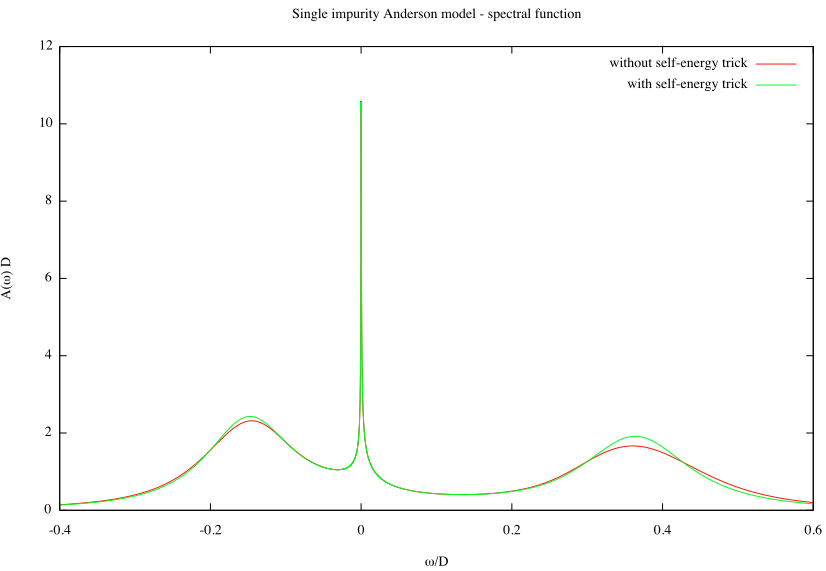 Single impurity Anderson model - spectral function
12
10
8
6
4
2
0
A(ω) D
without self-energy trick
with self-energy trick
-0.4
-0.2
0
0.2
0.4
0.6
ω/D